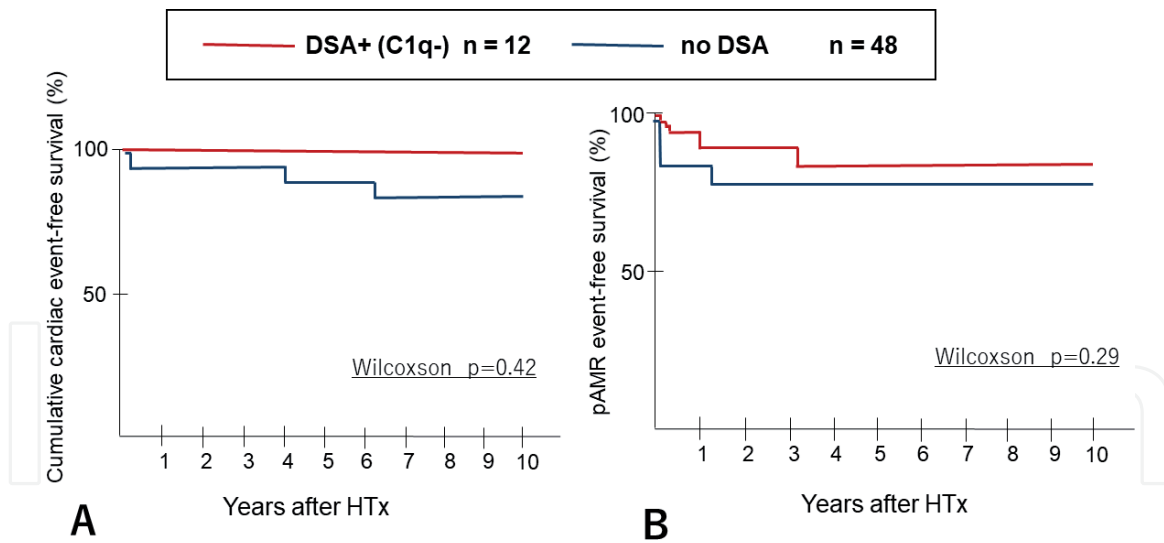 DSA+ (C1q-) n = 12 no DSA n = 48
Cumulative cardiac event-free survival (%)
100
50
Wilcoxson p=0.42
1 2 3 4 5 6 7 8 9 10
Years after HTx
A
pAMR event-free survival (%)
100
50
Wilcoxson p=0.29
1 2 3 4 5 6 7 8 9 10
Years after HTx
B